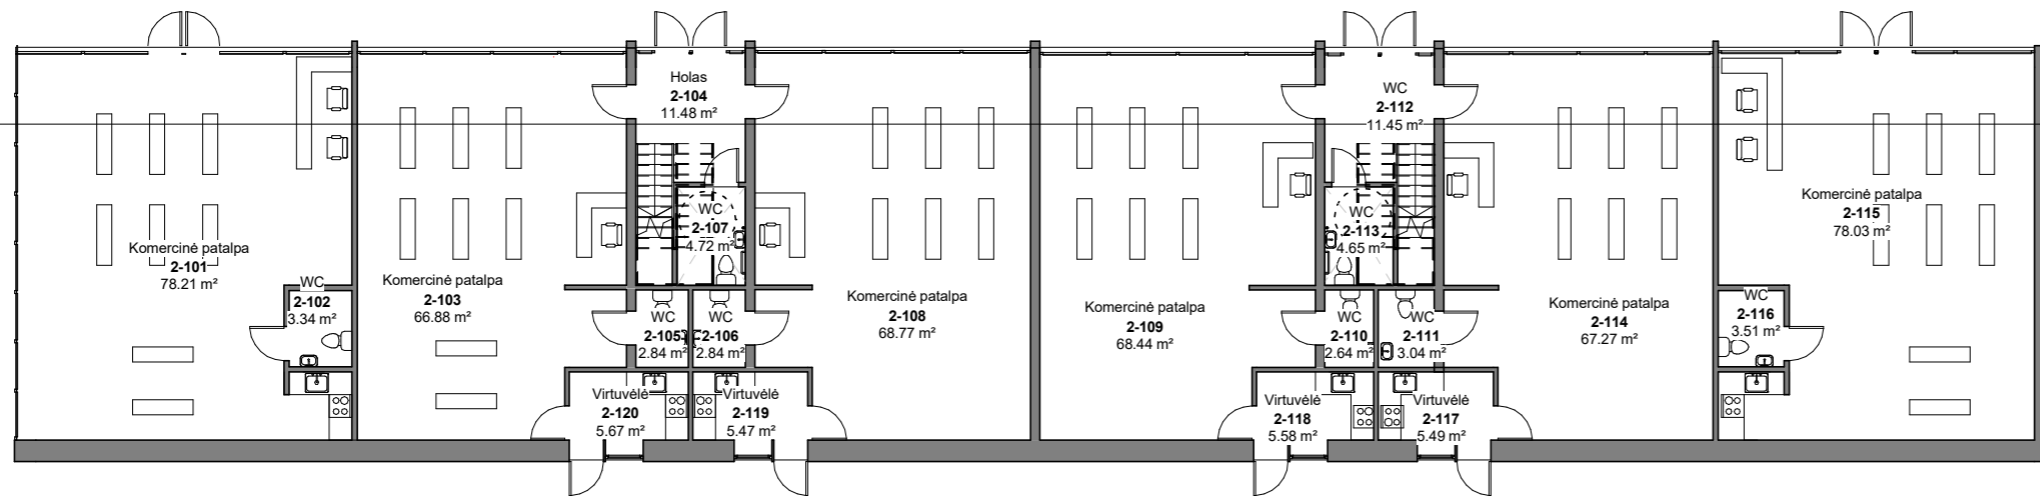 Holas
2-104
11.48 m²
WC
2-112
11.45 m²
Komercinė patalpa
2-101
78.21 m²
WC
2-102
3.34 m²
Komercinė patalpa
2-103
66.88 m²
WC
2-107
4.72 m²
WC
2-105
2.84 m²
WC
2-106
2.84 m²
Komercinė patalpa
2-108
68.77 m²
Komercinė patalpa
2-109
68.44 m²
WC
2-113
4.65 m²
WC
2-110
2.64 m²
WC
2-111
3.04 m²
Komercinė patalpa
2-114
67.27 m²
Komercinė patalpa
2-115
78.03 m²
WC
2-116
3.51 m²
Virtuvėlė
2-120
5.67 m²
Virtuvėlė
2-119
5.47 m²
Virtuvėlė
2-118
5.58 m²
Virtuvėlė
2-117
5.49 m²